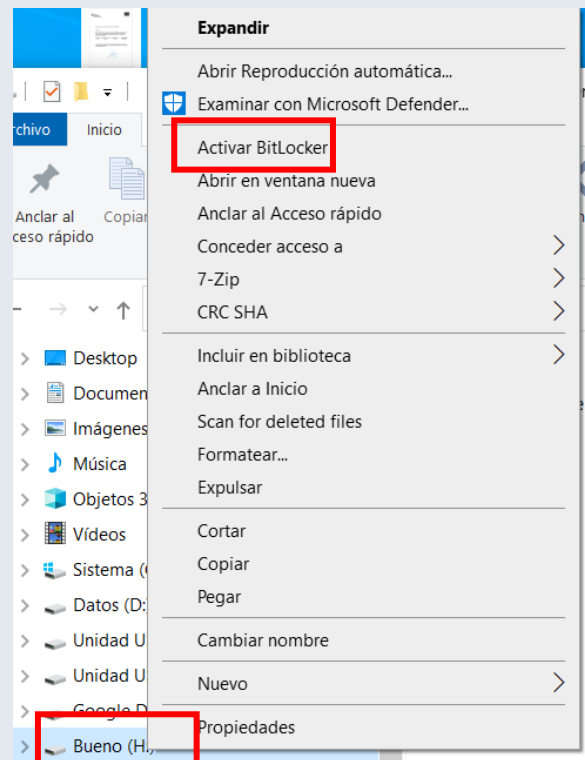 Expandir
Abrir Reproducción automática...
Examinar con Microsoft Defender...
Activar BitLocker
Abrir en ventana nueva
Anclar al Acceso rápido
Conceder acceso a
7-Zip
CRC SHA
Incluir en biblioteca
Anclar a Inicio
Scan for deleted files
Formatear...
Expulsar
Cortar
Copiar
Pegar
Cambiar nombre
Nuevo
Propiedades
rchivo Inicio
Anclar al Copiar
ceso rápido
Desktop
Documen
Imágenes
Música
Objetos 3
Vídeos
Sistema (
Datos (D:
Unidad U
Unidad U
Google D
Bueno (H:)